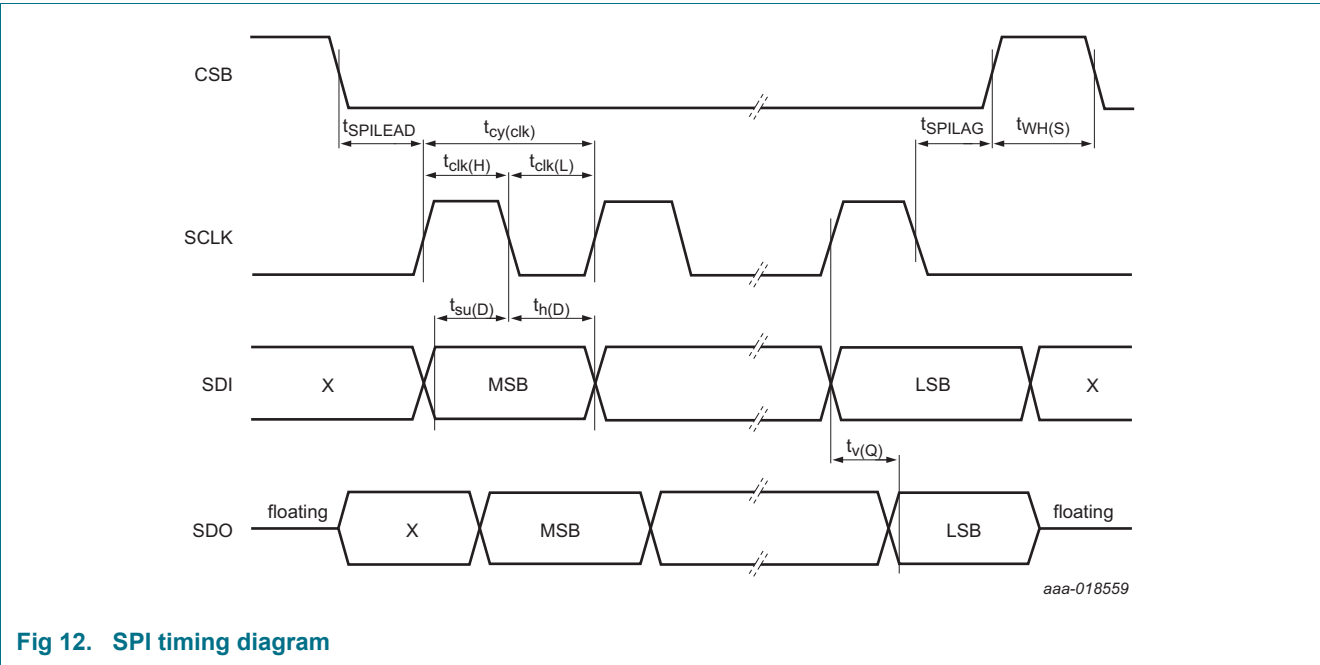 CSB
tSPILEAD
tcy(clk)
tSPILAG
tWH(S)
tclk(H)
tclk(L)
SCLK
tsu(D)
th(D)
SDI
X
MSB
LSB
X
tv(Q)
SDO
floating
X
MSB
LSB
floating
aaa-018559
Fig 12. SPI timing diagram